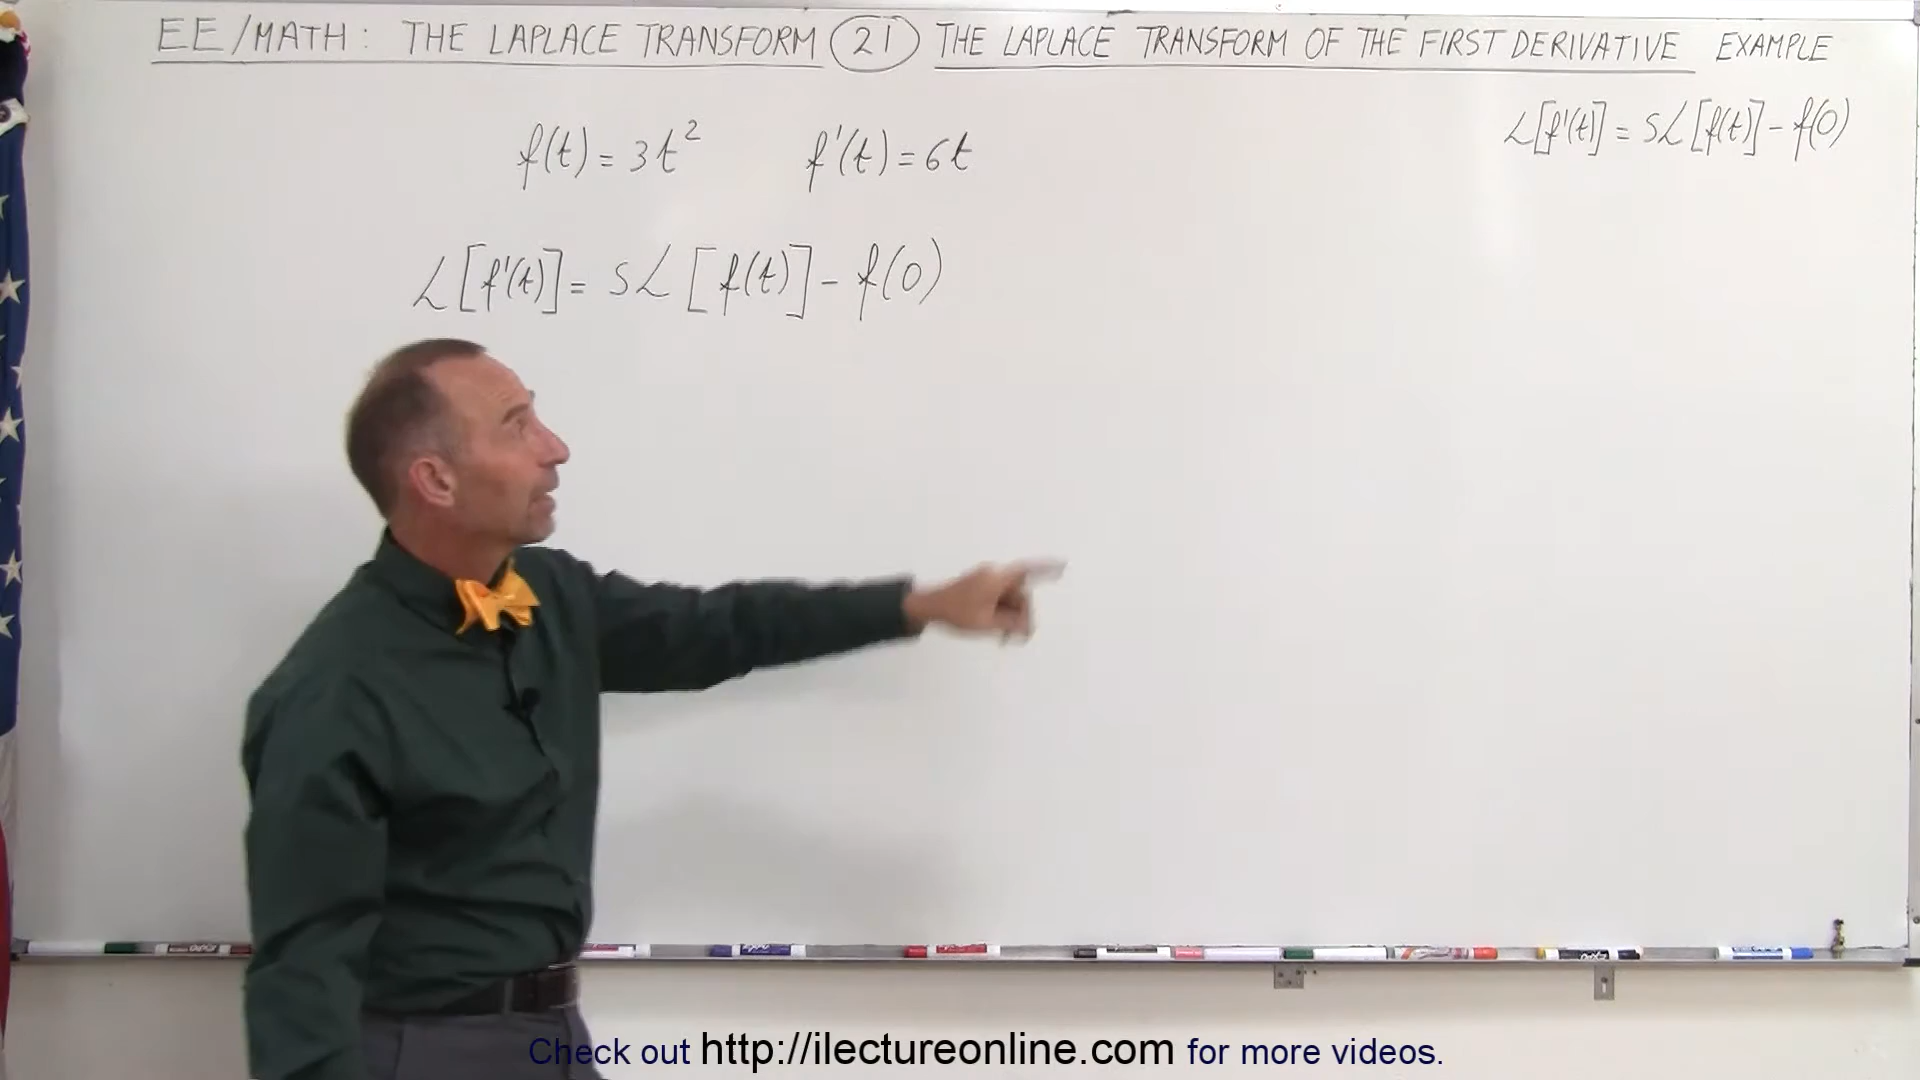 EE/MATH: THE LAPLACE TRANSFORM 21 THE LAPLACE TRANSFORM OF THE FIRST DERIVATIVE EXAMPLE
f(t) = 3t² f'(t) = 6t
ℒ[f'(t)] = Sℒ[f(t)] - f(0)
ℒ[f'(t)] = Sℒ[f(t)] - f(0)
Check out http://ilectureonline.com for more videos.